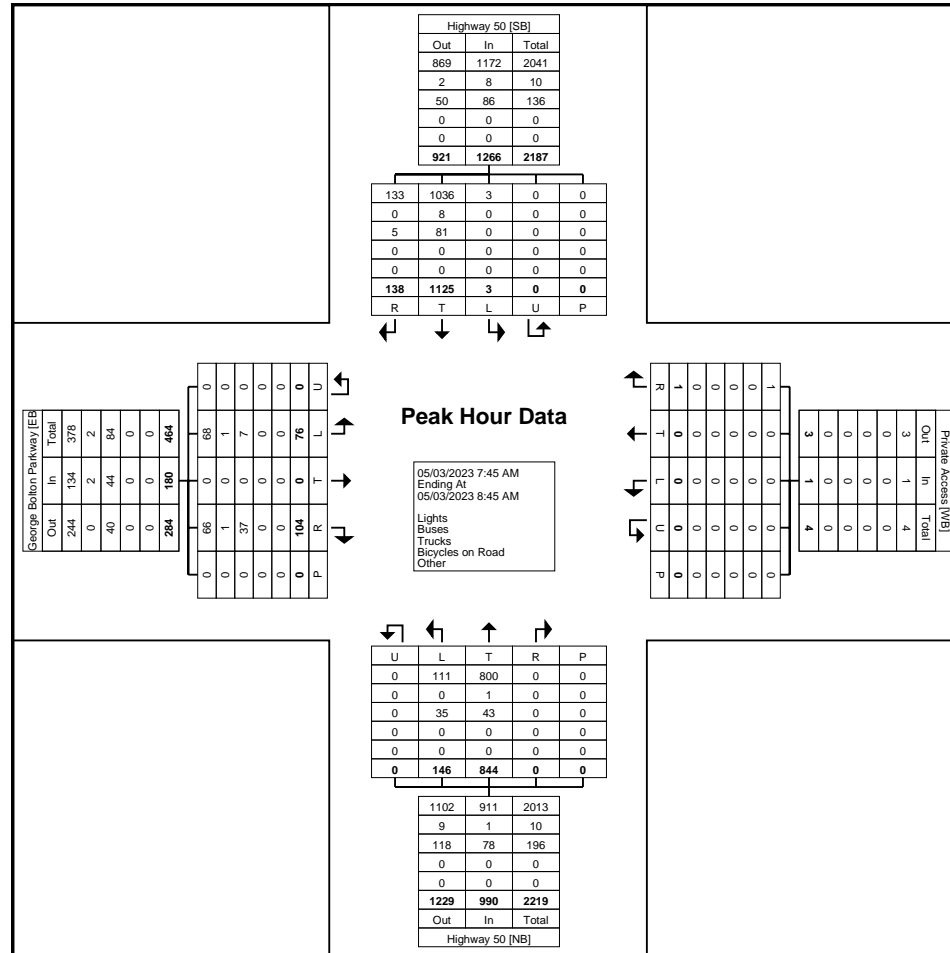 Highway 50 [SB]
Out In Total
869 1172 2041
2 8 10
50 86 136
0 0 0
0 0 0
921 1266 2187
133 1036 3 0 0
0 8 0 0 0
5 81 0 0 0
0 0 0 0 0
0 0 0 0 0
138 1125 3 0 0
R T L U P
George Bolton Parkway [EB
Total 378 2 84 0 0 464
In 134 2 44 0 0 180
Out 244 0 40 0 0 284
0 0 0 0 0 0 U
68 1 7 0 0 76 L
0 0 0 0 0 0 T
66 1 37 0 0 104 R
0 0 0 0 0 0 P
Peak Hour Data
05/03/2023 7:45 AM
Ending At
05/03/2023 8:45 AM
Lights
Buses
Trucks
Bicycles on Road
Other
R 1 0 0 0 0 1
T 0 0 0 0 0 0
L 0 0 0 0 0 0
U 0 0 0 0 0 0
P 0 0 0 0 0 0
3 0 0 0 0 3 Out
1 0 0 0 0 1 In
4 0 0 0 0 4 Total
Private Access [WB]
U L T R P
0 111 800 0 0
0 0 1 0 0
0 35 43 0 0
0 0 0 0 0
0 0 0 0 0
0 146 844 0 0
1102 911 2013
9 1 10
118 78 196
0 0 0
0 0 0
1229 990 2219
Out In Total
Highway 50 [NB]